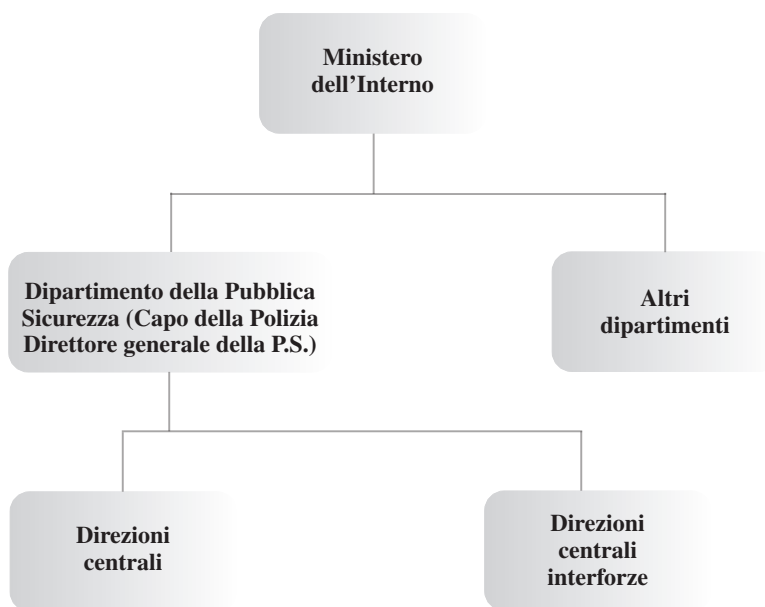 Ministero
dell’Interno
Dipartimento della Pubblica
Sicurezza (Capo della Polizia
Direttore generale della P.S.)
Altri
dipartimenti
Direzioni
centrali
Direzioni
centrali
interforze